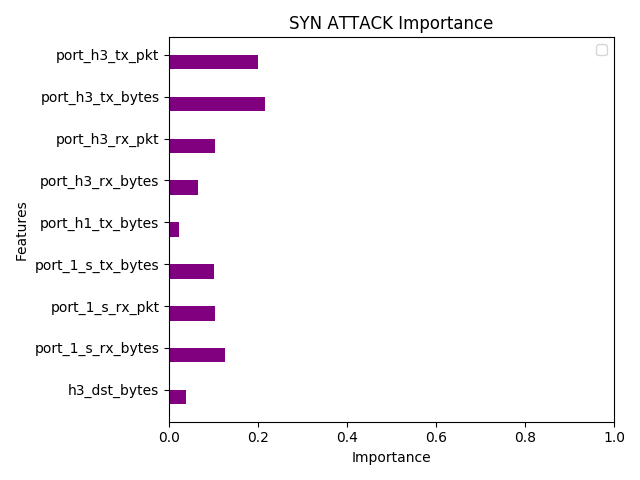 SYN ATTACK Importance
port_h3_tx_pkt
port_h3_tx_bytes
port_h3_rx_pkt
port_h3_rx_bytes
port_h1_tx_bytes
port_1_s_tx_bytes
port_1_s_rx_pkt
port_1_s_rx_bytes
h3_dst_bytes
Features
0.0 0.2 0.4 0.6 0.8 1.0
Importance